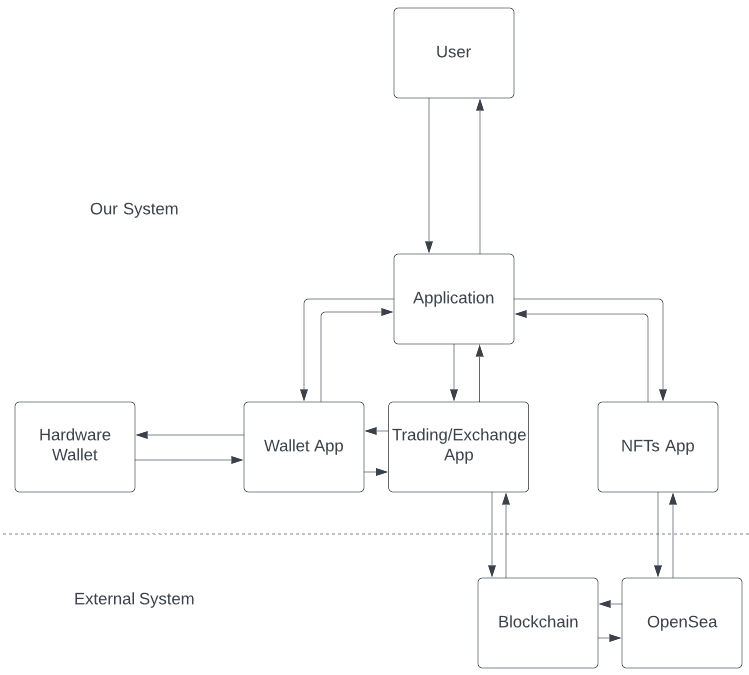 User
Our System
Application
Hardware
Wallet
Wallet App
Trading/Exchange
App
NFTs App
External System
Blockchain
OpenSea